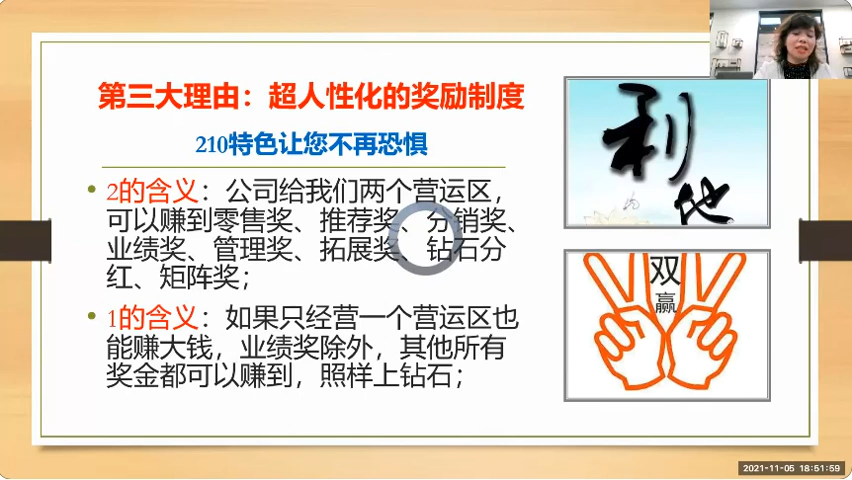 第三大理由：超人性化的奖励制度
210特色让您不再恐惧
• 2的含义：公司给我们两个营运区，
可以赚到零售奖、推荐奖、分销奖、
业绩奖、管理奖、拓展奖、钻石分
红、矩阵奖；
• 1的含义：如果只经营一个营运区也
能赚大钱，业绩奖除外，其他所有
奖金都可以赚到，照样上钻石；
利
他
双
赢
2021-11-05 18:51:59